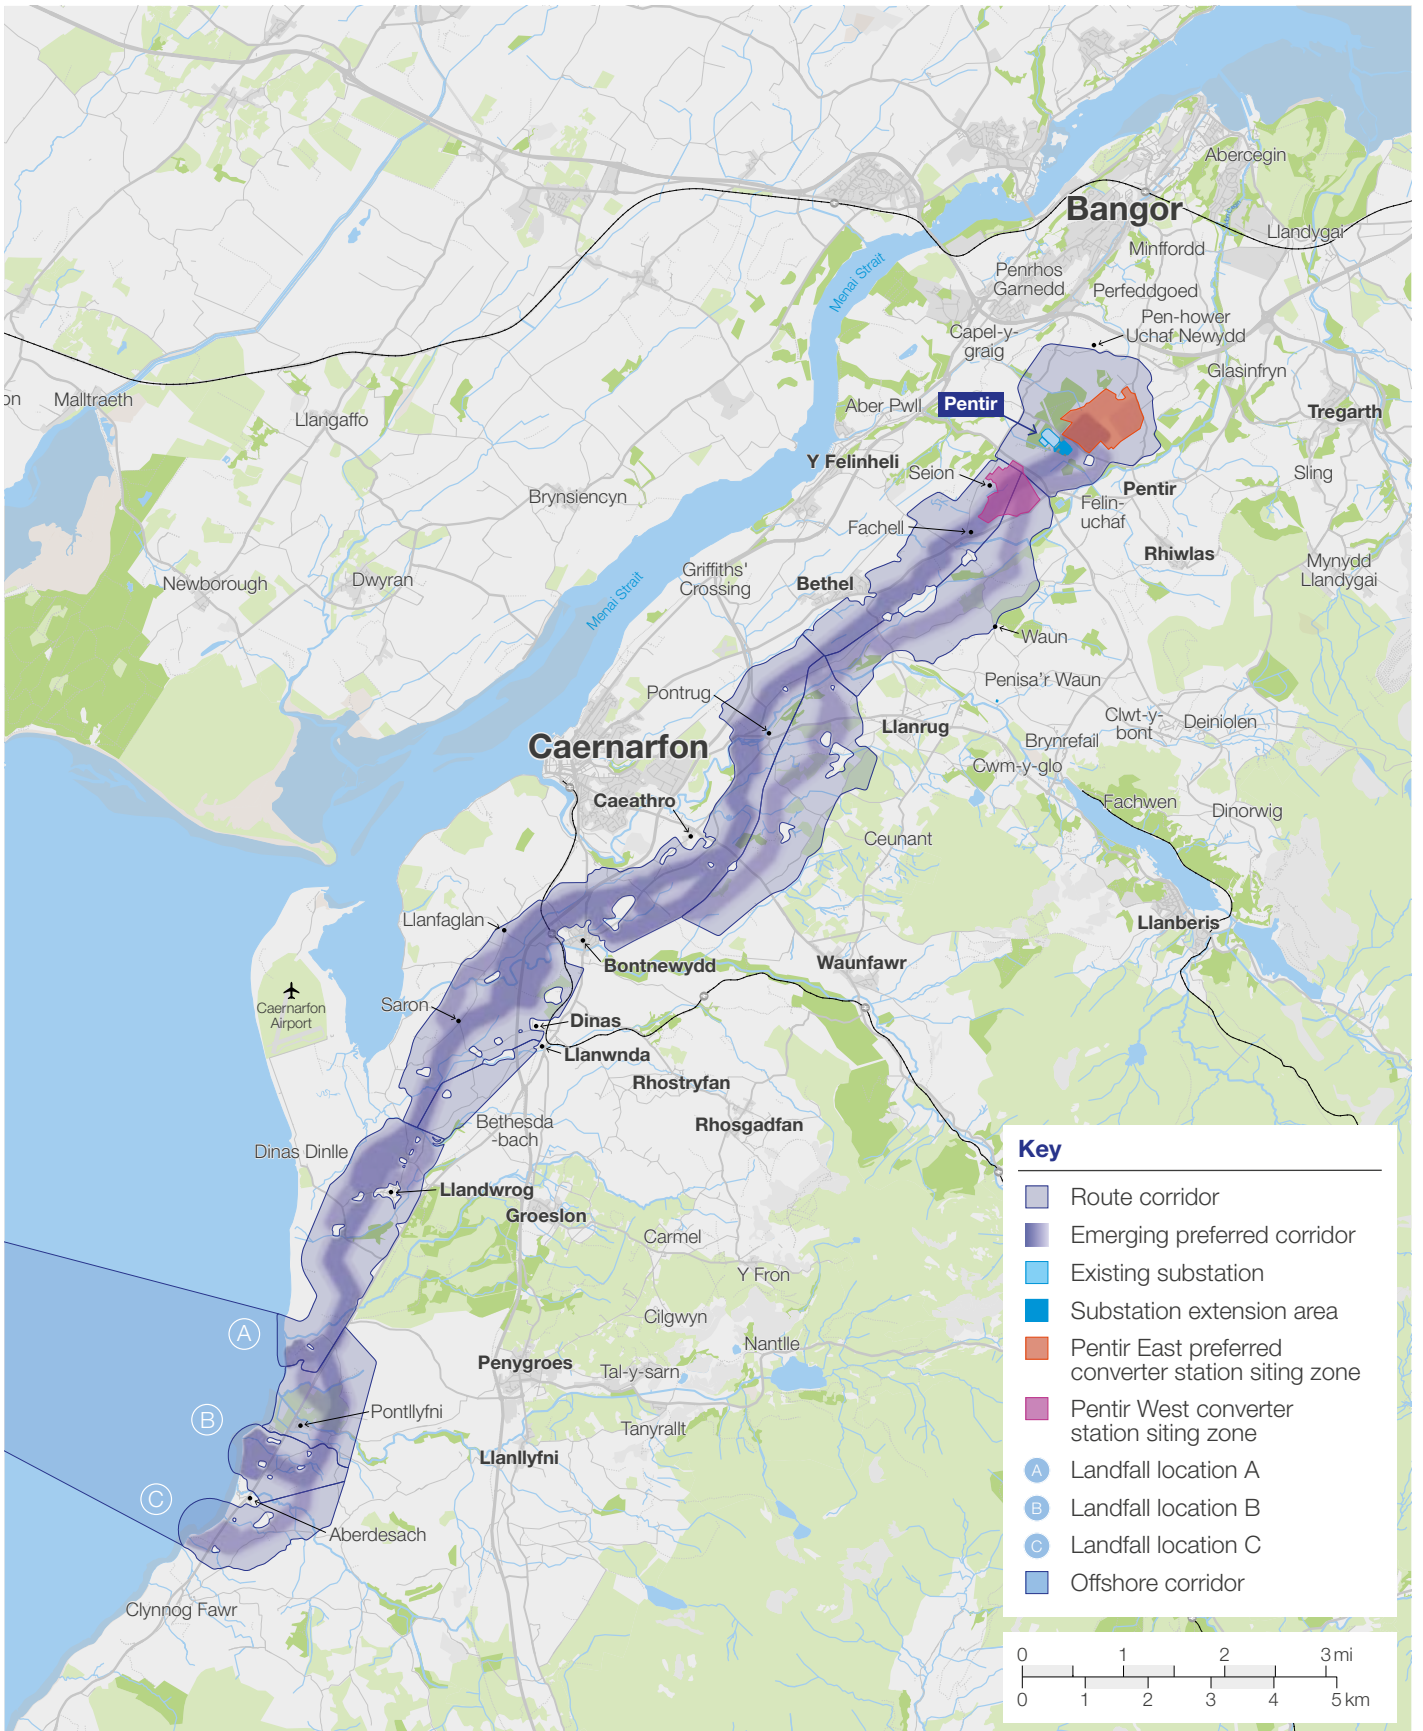 Abercegin
Bangor
Llandygai
Minffordd
Penrhos
Garnedd
Perfeddgoed
Menai Strait
Pen-hower
Uchaf Newydd
Capel-y-
graig
Glasinfryn
Malltraeth
Llangaffo
Aber Pwll
Pentir
Tregarth
Y Felinheli
Seion
Sling
Pentir
Brynsiencyn
Felin-
uchaf
Fachell
Rhiwlas
Mynydd
Llandygai
Griffiths'
Crossing
Bethel
Newborough
Dwyran
Menai Strait
Waun
Penisa'r Waun
Pontrug
Clwt-y-
bont
Deiniolen
Llanrug
Brynrefail
Caernarfon
Cwm-y-glo
Caeathro
Fachwen
Dinorwig
Ceunant
Llanfaglan
Llanberis
Bontnewydd
Waunfawr
Caernarfon
Airport
Saron
Dinas
Llanwnda
Rhostryfan
Bethesda
-bach
Rhosgadfan
Dinas Dinlle
Llandwrog
Groeslon
Carmel
Y Fron
Cilgwyn
A
Nantlle
Penygroes
Tal-y-sarn
B
Pontllyfni
Tanyrallt
Llanllyfni
C
Aberdesach
Clynnog Fawr
Key
Route corridor
Emerging preferred corridor
Existing substation
Substation extension area
Pentir East preferred
converter station siting zone
Pentir West converter
station siting zone
A Landfall location A
B Landfall location B
C Landfall location C
Offshore corridor
0 1 2 3 mi
0 1 2 3 4 5 km